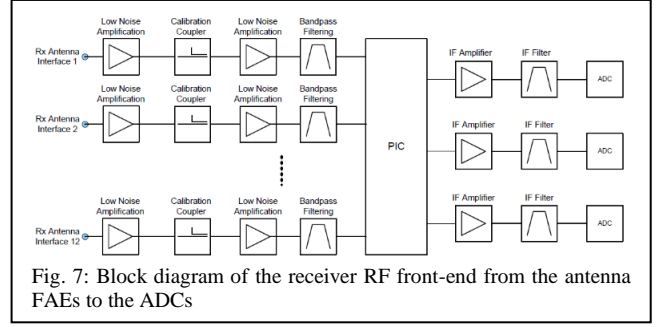 Low Noise Amplification
Calibration Coupler
Low Noise Amplification
Bandpass Filtering
Rx Antenna Interface 1
IF Amplifier
IF Filter
ADC
Low Noise Amplification
Calibration Coupler
Low Noise Amplification
Bandpass Filtering
Rx Antenna Interface 2
PIC
IF Amplifier
IF Filter
ADC
Low Noise Amplification
Calibration Coupler
Low Noise Amplification
Bandpass Filtering
Rx Antenna Interface 12
IF Amplifier
IF Filter
ADC
Fig. 7: Block diagram of the receiver RF front-end from the antenna
FAEs to the ADCs